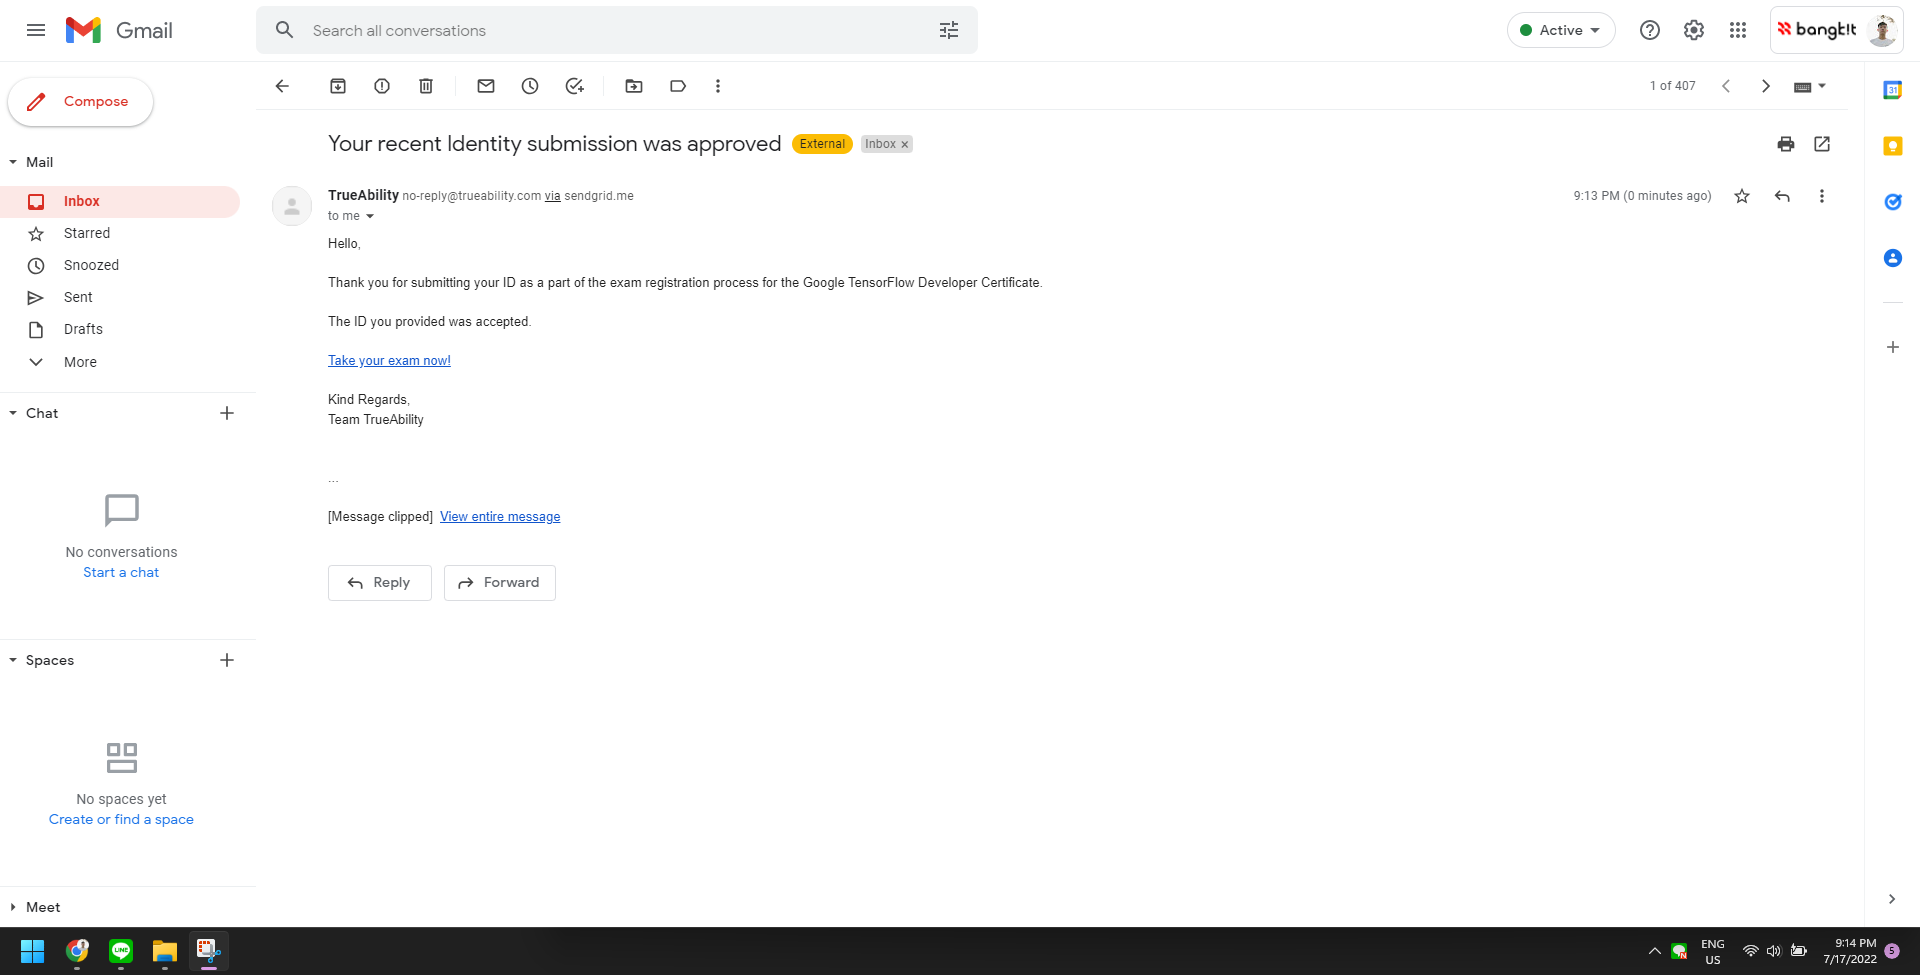 Gmail
Search all conversations
Active
bangkit
Compose
1 of 407
Your recent Identity submission was approved External Inbox ×
Mail
Inbox
TrueAbility no-reply@trueability.com via sendgrid.me
9:13 PM (0 minutes ago)
to me
Starred
Snoozed
Sent
Drafts
More
Hello,
Thank you for submitting your ID as a part of the exam registration process for the Google TensorFlow Developer Certificate.
The ID you provided was accepted.
Take your exam now!
Kind Regards,
Team TrueAbility
...
[Message clipped] View entire message
Reply
Forward
Chat
No conversations
Start a chat
Spaces
No spaces yet
Create or find a space
Meet
31
LINE
N
ENG
US
9:14 PM
7/17/2022
5